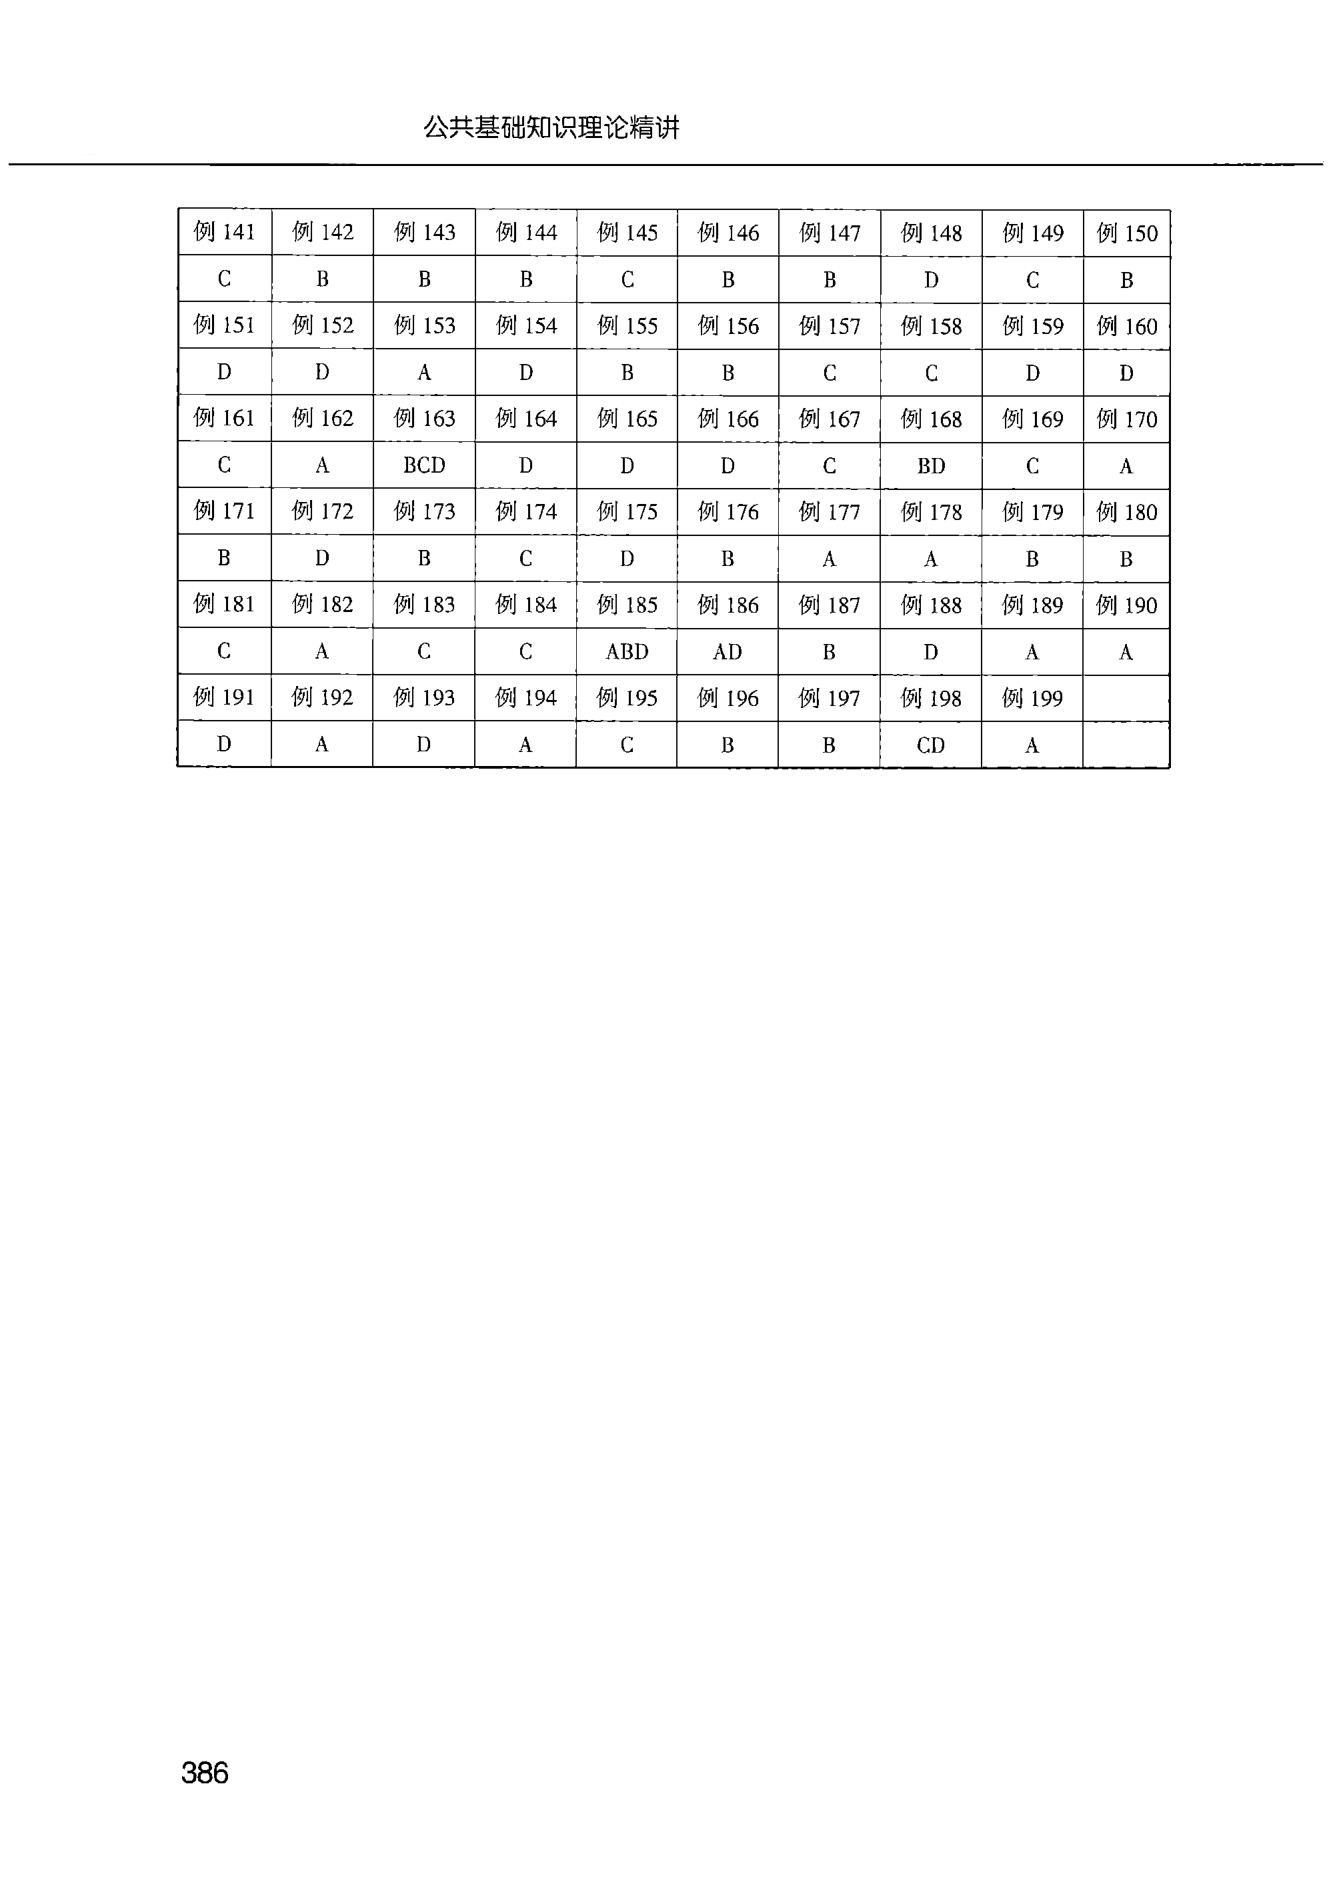 公共基础知识理论精讲
例 141 例 142 例 143 例 144 例 145 例 146 例 147 例 148 例 149 例 150
C B B B C B B D C B
例 151 例 152 例 153 例 154 例 155 例 156 例 157 例 158 例 159 例 160
D D A D B B C C D D
例 161 例 162 例 163 例 164 例 165 例 166 例 167 例 168 例 169 例 170
C A BCD D D D C BD C A
例 171 例 172 例 173 例 174 例 175 例 176 例 177 例 178 例 179 例 180
B D B C D B A A B B
例 181 例 182 例 183 例 184 例 185 例 186 例 187 例 188 例 189 例 190
C A C C ABD AD B D A A
例 191 例 192 例 193 例 194 例 195 例 196 例 197 例 198 例 199
D A D A C B B CD A
386